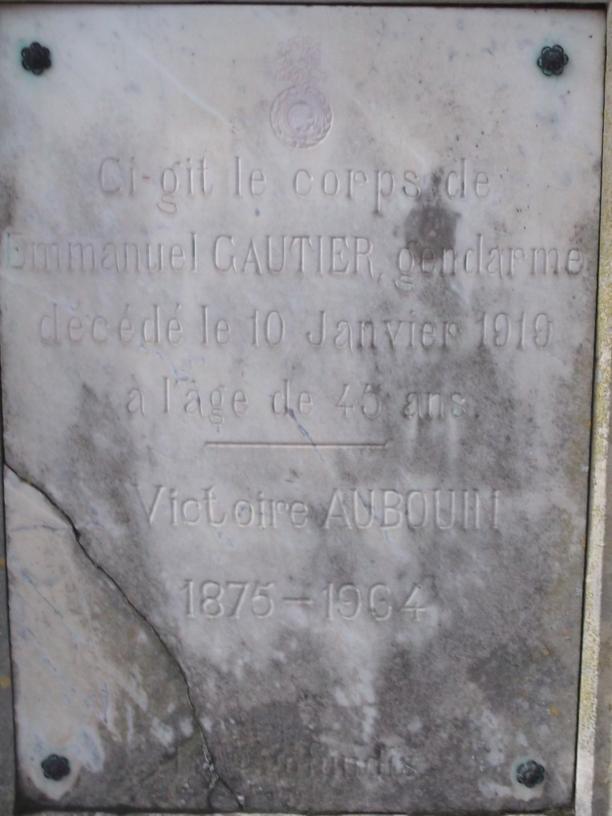 Ci-git le corps de
Emmanuel GAUTIER, gendarme
décédé le 10 Janvier 1919
à l'âge de 45 ans.
Victoire AUBOUIN
1875-1964